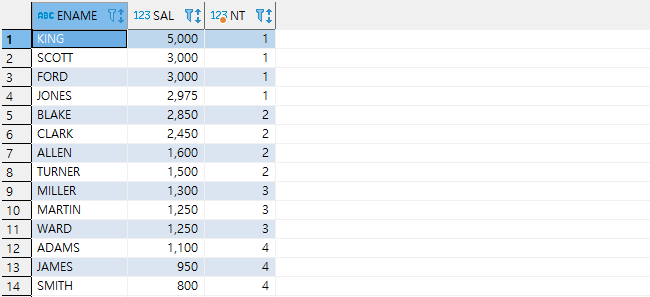 ABC ENAME 123 SAL 123 NT
1 KING 5,000 1
2 SCOTT 3,000 1
3 FORD 3,000 1
4 JONES 2,975 1
5 BLAKE 2,850 2
6 CLARK 2,450 2
7 ALLEN 1,600 2
8 TURNER 1,500 2
9 MILLER 1,300 3
10 MARTIN 1,250 3
11 WARD 1,250 3
12 ADAMS 1,100 4
13 JAMES 950 4
14 SMITH 800 4